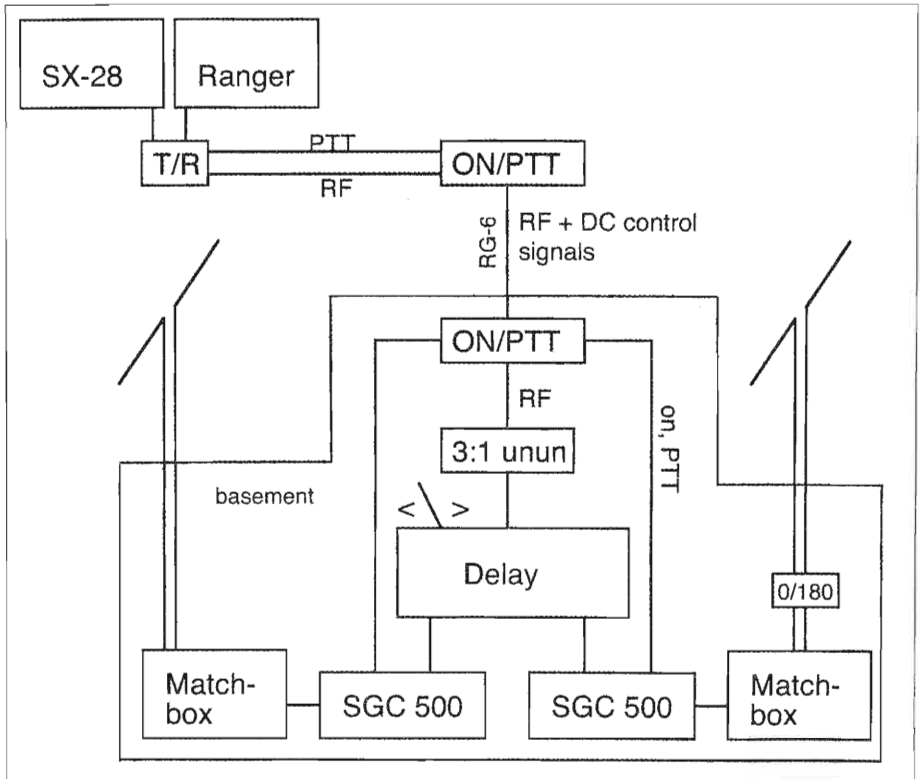 SX-28
Ranger
T/R
PTT
RF
ON/PTT
RG-6
RF + DC control
signals
ON/PTT
RF
on, PTT
3:1 unun
basement
< >
Delay
0/180
Match-
box
SGC 500
SGC 500
Match-
box